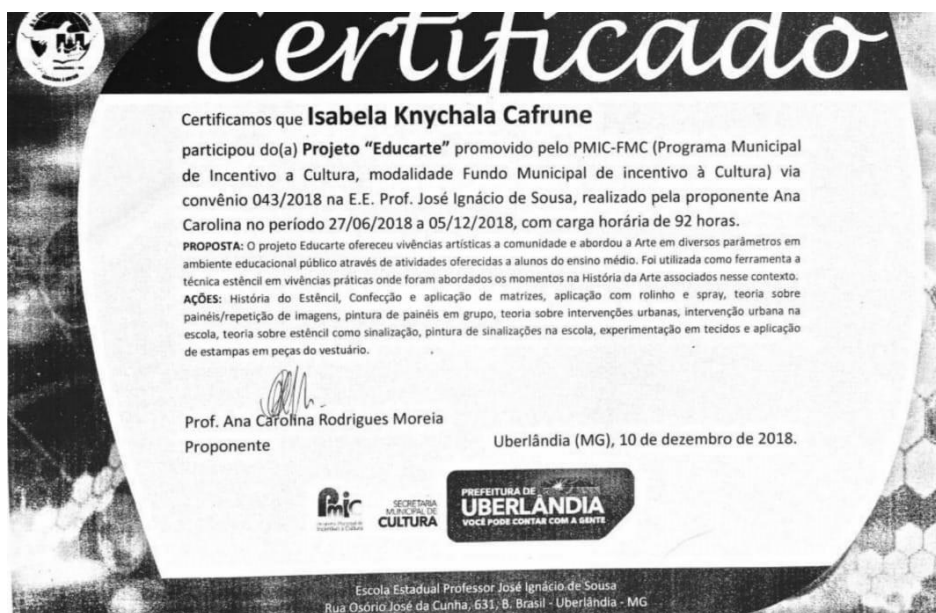 Certificado
Certificamos que Isabela Knychala Cafrune
participou do(a) Projeto “Educarte” promovido pelo PMIC-FMC (Programa Municipal
de Incentivo a Cultura, modalidade Fundo Municipal de incentivo à Cultura) via
convênio 043/2018 na E.E. Prof. José Ignácio de Sousa, realizado pela proponente Ana
Carolina no período 27/06/2018 a 05/12/2018, com carga horária de 92 horas.
PROPOSTA: O projeto Educarte ofereceu vivências artísticas a comunidade e abordou a Arte em diversos parâmetros em
ambiente educacional público através de atividades oferecidas a alunos do ensino médio. Foi utilizada como ferramenta a
técnica estêncil em vivências práticas onde foram abordados os momentos na História da Arte associados nesse contexto.
AÇÕES: História do Estêncil, Confecção e aplicação de matrizes, aplicação com rolinho e spray, teoria sobre
painéis/repetição de imagens, pintura de painéis em grupo, teoria sobre intervenções urbanas, intervenção urbana na
escola, teoria sobre estêncil como sinalização, pintura de sinalizações na escola, experimentação em tecidos e aplicação
de estampas em peças do vestuário.
Prof. Ana Carolina Rodrigues Moreia
Proponente
Uberlândia (MG), 10 de dezembro de 2018.
Pmic
SECRETARIA
MUNICIPAL DE
CULTURA
PREFEITURA DE
UBERLÂNDIA
VOCÊ PODE CONTAR COM A GENTE
Escola Estadual Professor José Ignácio de Sousa
Rua Osório José da Cunha, 631, B. Brasil - Uberlândia - MG